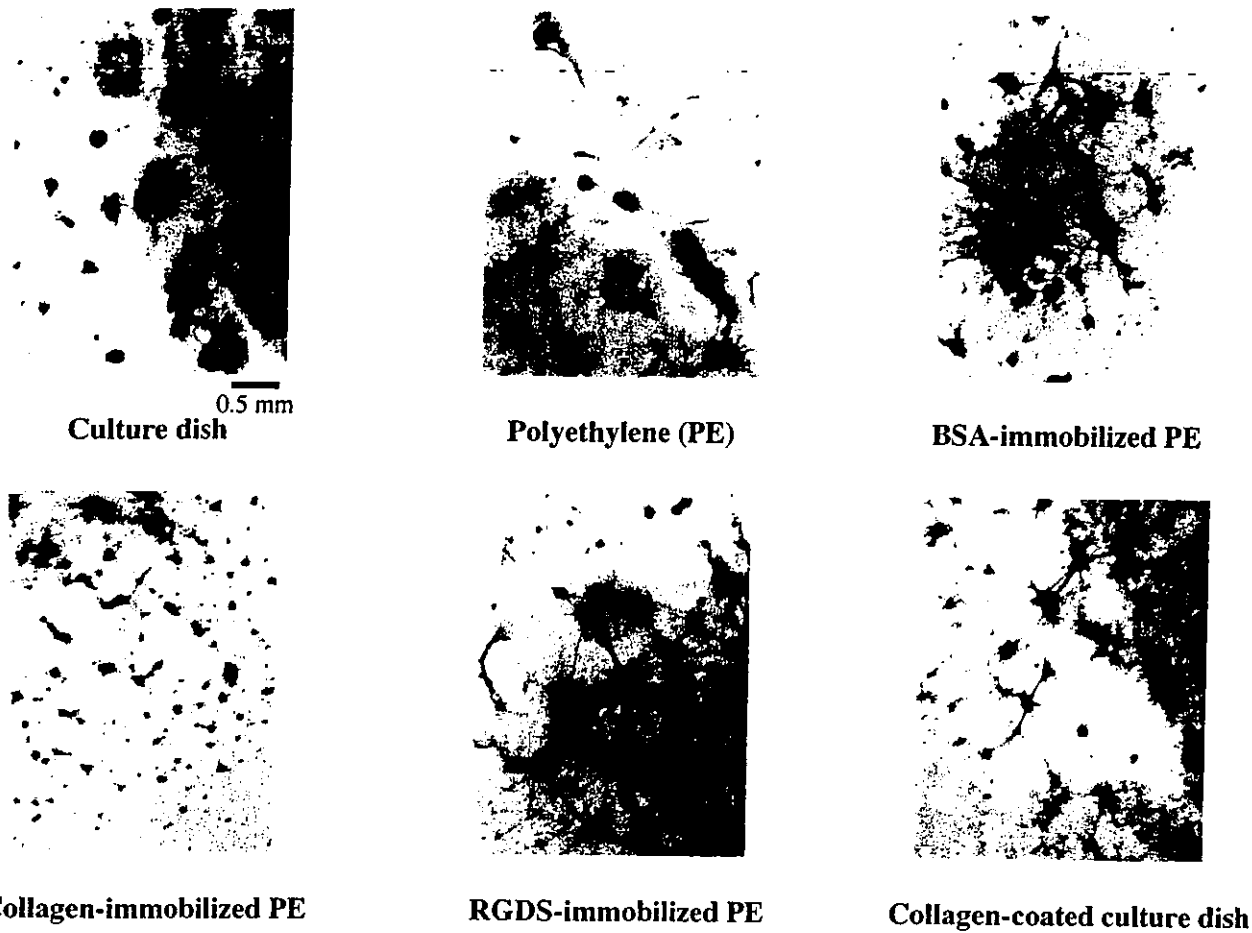 0.5 mm
Culture dish
Polyethylene (PE)
BSA-immobilized PE
ollagen-immobilized PE
RGDS-immobilized PE
Collagen-coated culture dish